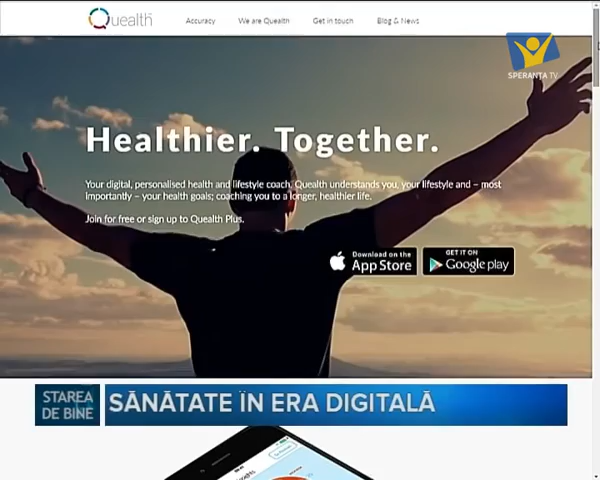 Quealth
Accuracy
We are Quealth
Get in touch
Blog & News
SPERANTA TV
Healthier. Together.
Your digital, personalised health and lifestyle coach. Quealth understands you, your lifestyle and – most
importantly – your health goals; coaching you to a longer, healthier life.
Join for free or sign up to Quealth Plus.
Download on the
App Store
GET IT ON
Google play
STAREA
DE BINE
SĂNĂTATE ÎN ERA DIGITALĂ